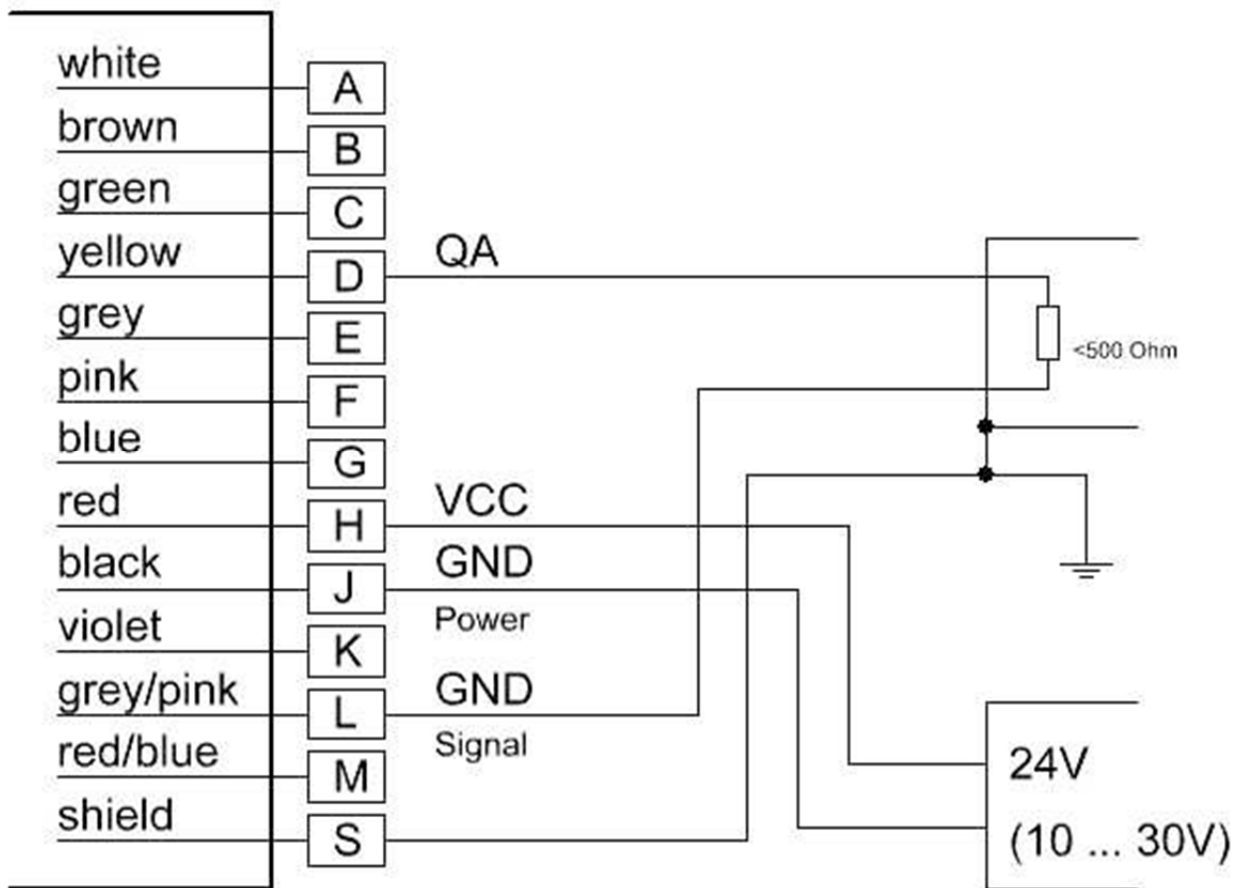 white A
brown B
green C
yellow D QA
grey E
<500 Ohm
pink F
blue G
red H VCC
black J GND
violet K Power
grey/pink L GND
red/blue M Signal
24V
shield S (10 ... 30V)